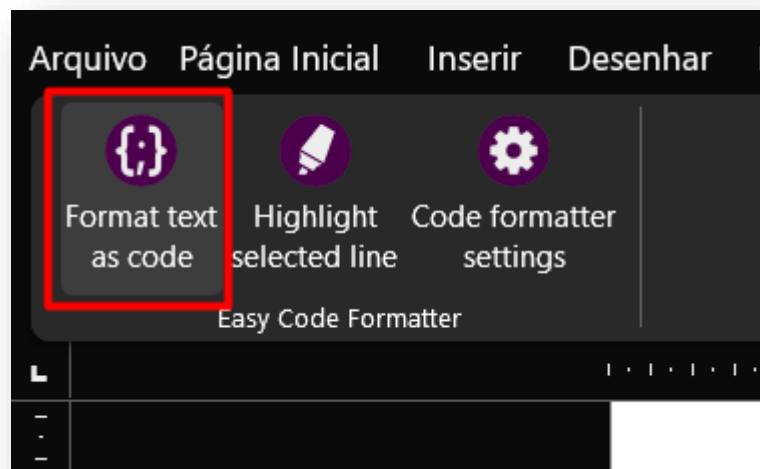 Arquivo Página Inicial Inserir Desenhar
Format text Highlight Code formatter
as code selected line settings
Easy Code Formatter